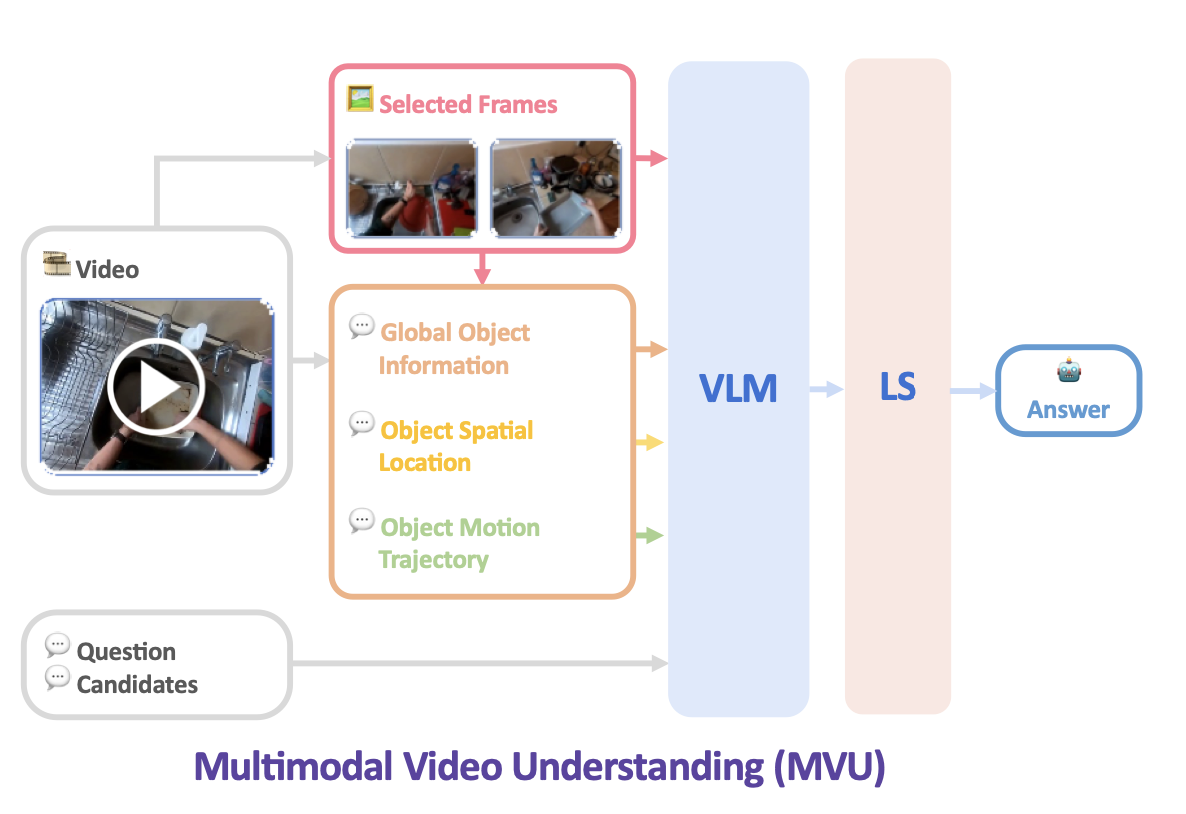 Selected Frames
Video
Global Object
Information
Object Spatial
Location
Object Motion
Trajectory
Question
Candidates
VLM
LS
Answer
Multimodal Video Understanding (MVU)